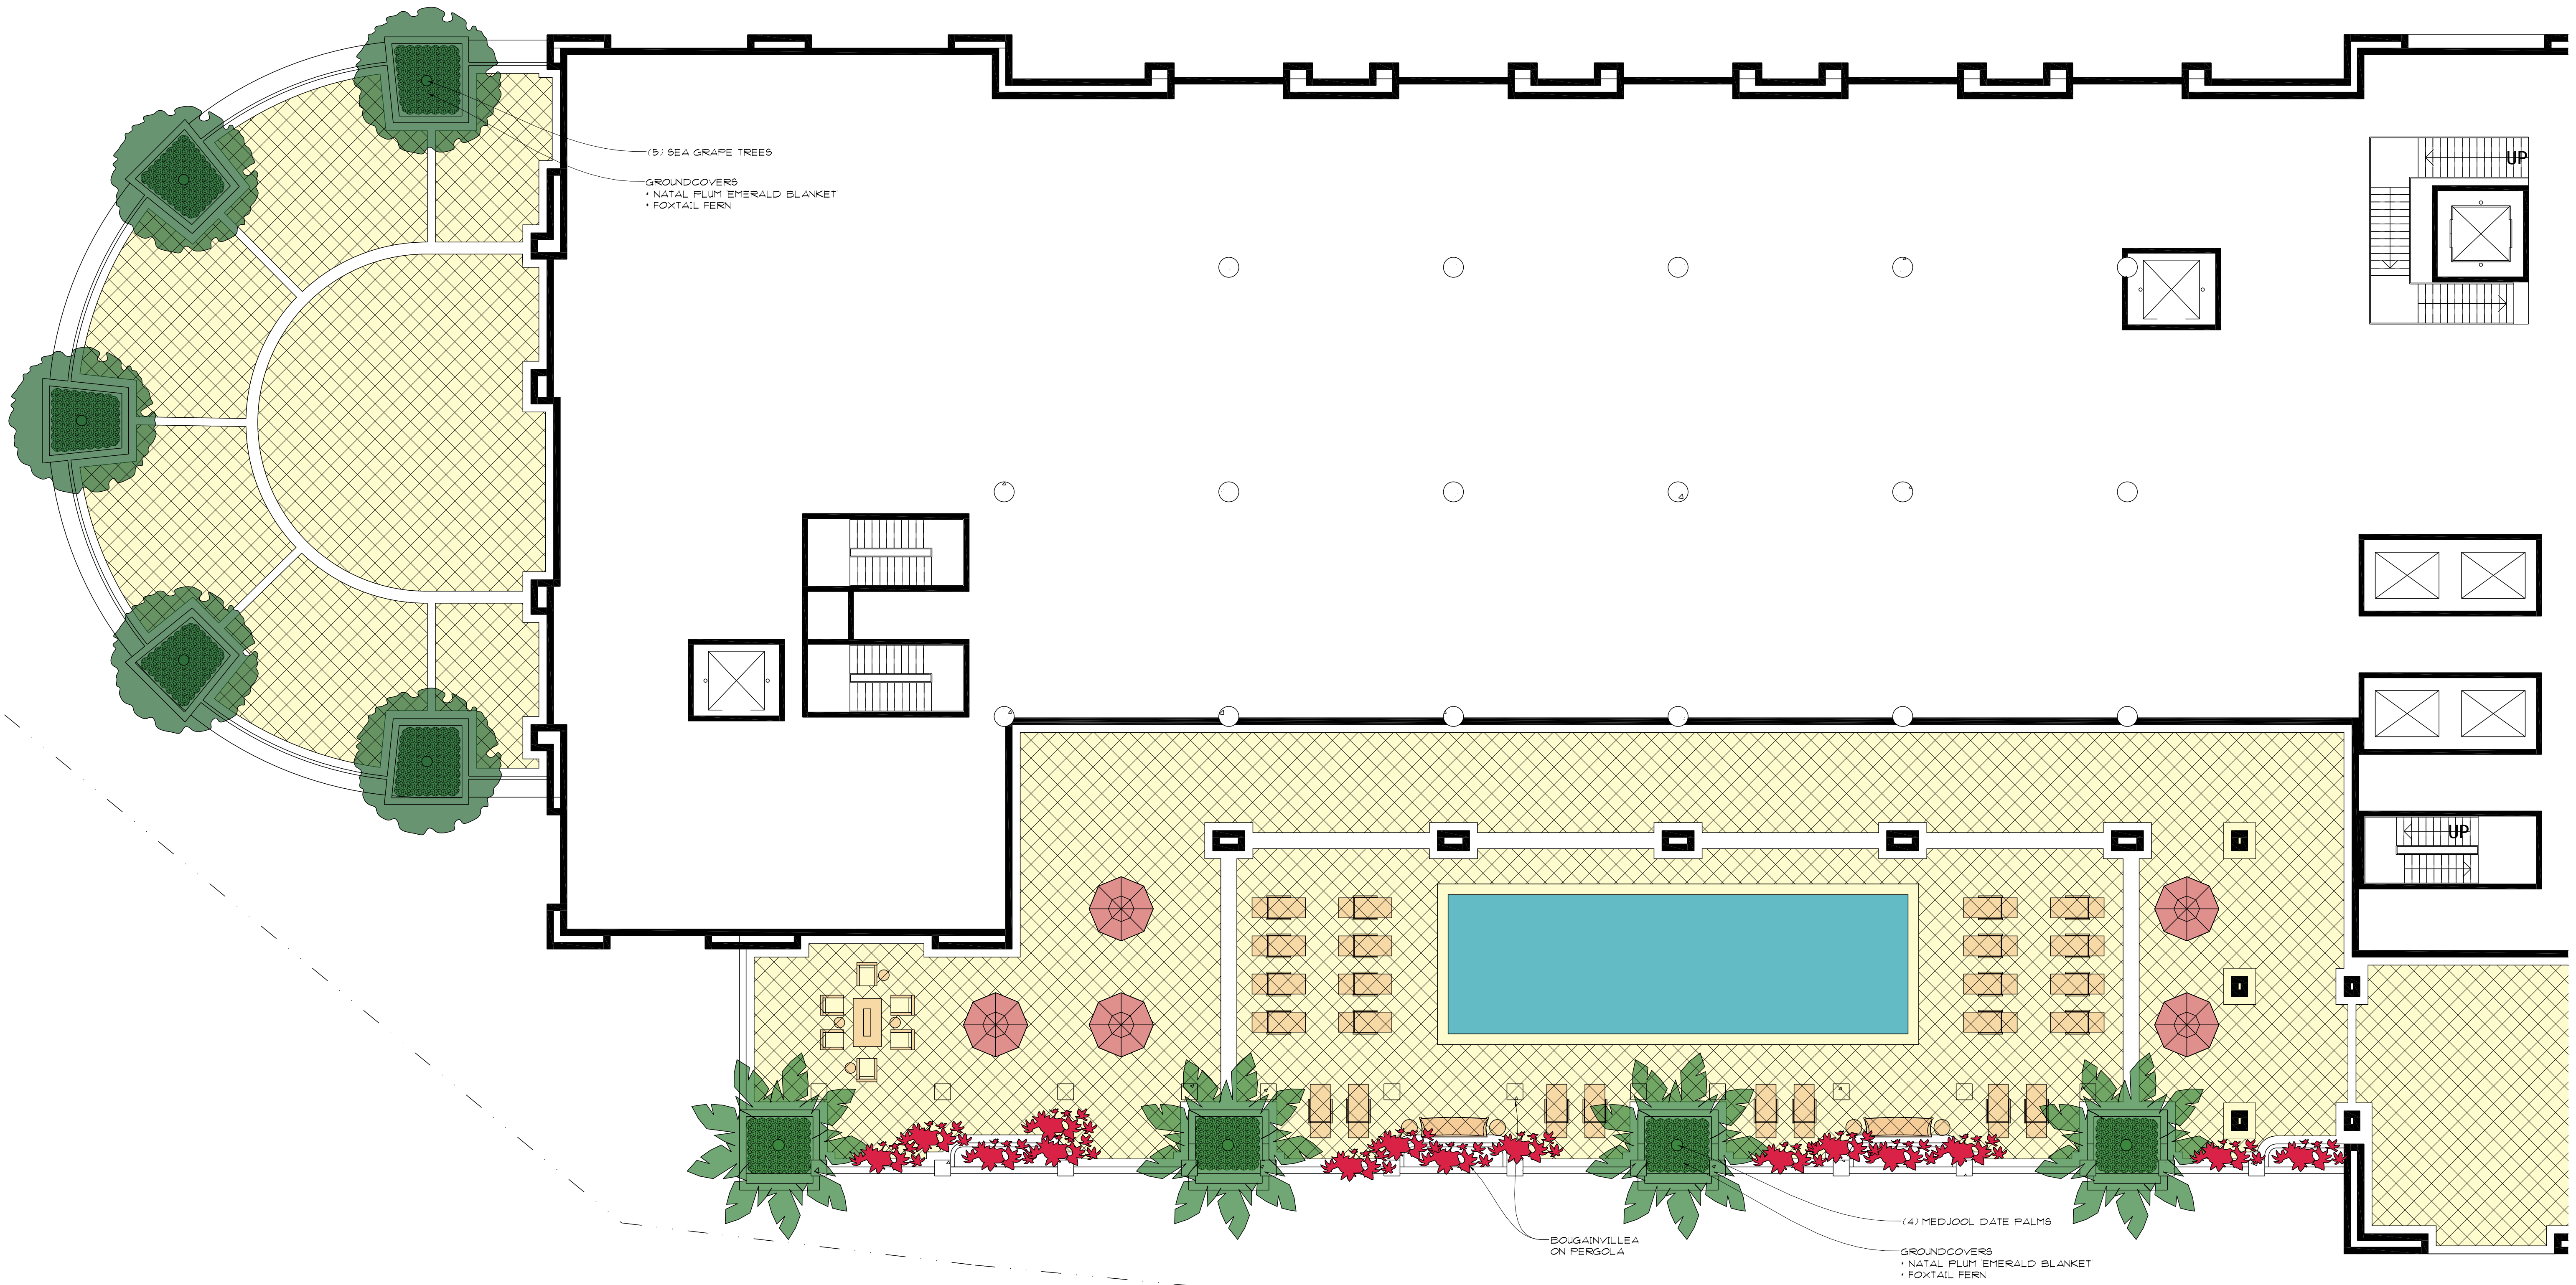 UP
(5) SEA GRAPE TREES
GROUNDCOVERS
• NATAL PLUM 'EMERALD BLANKET'
• FOXTAIL FERN
UP
(4) MEDJOOL DATE PALMS
BOUGAINVILLEA
ON PERGOLA
GROUNDCOVERS
• NATAL PLUM 'EMERALD BLANKET'
• FOXTAIL FERN